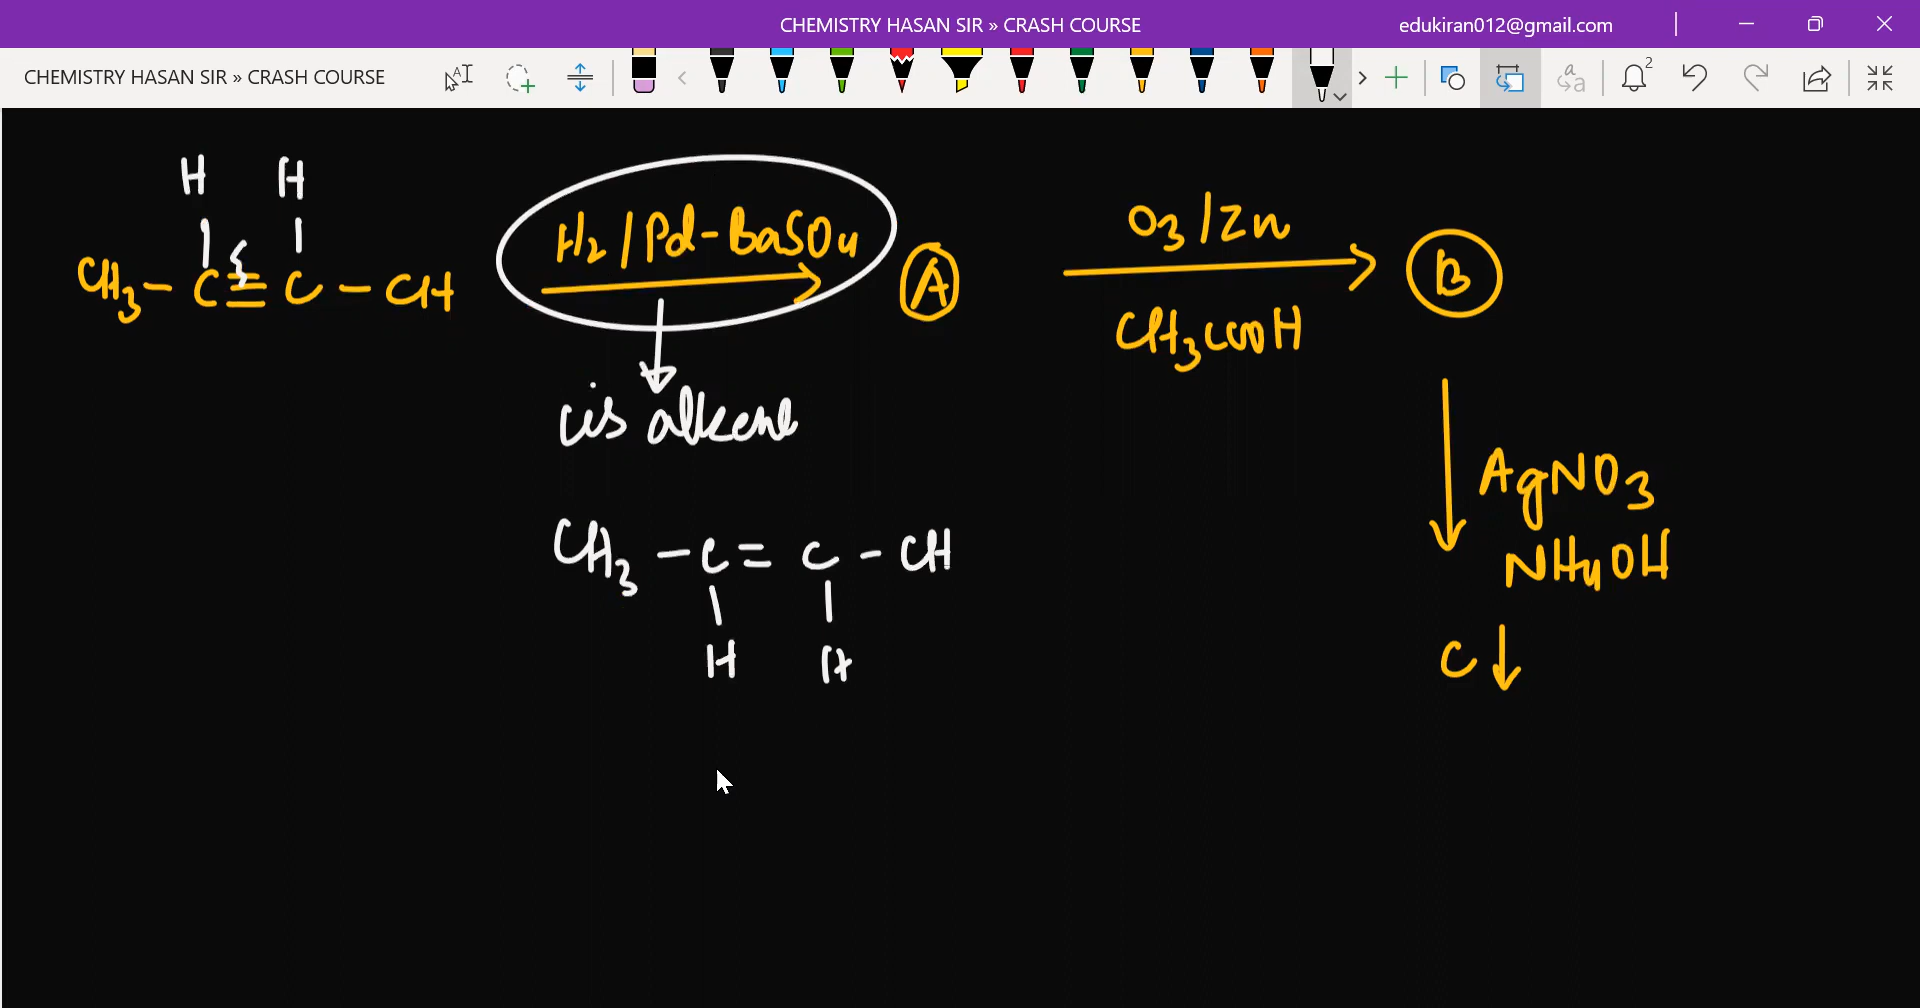 CHEMISTRY HASAN SIR » CRASH COURSE
edukiran012@gmail.com
CHEMISTRY HASAN SIR » CRASH COURSE
2
H H
CH3 - C ≡ C - CH
H2 / Pd - BaSO4
A
O3 / Zn
CH3COOH
B
cis alkene
AgNO3
NH4OH
CH3 - C = C - CH
H H
C ↓